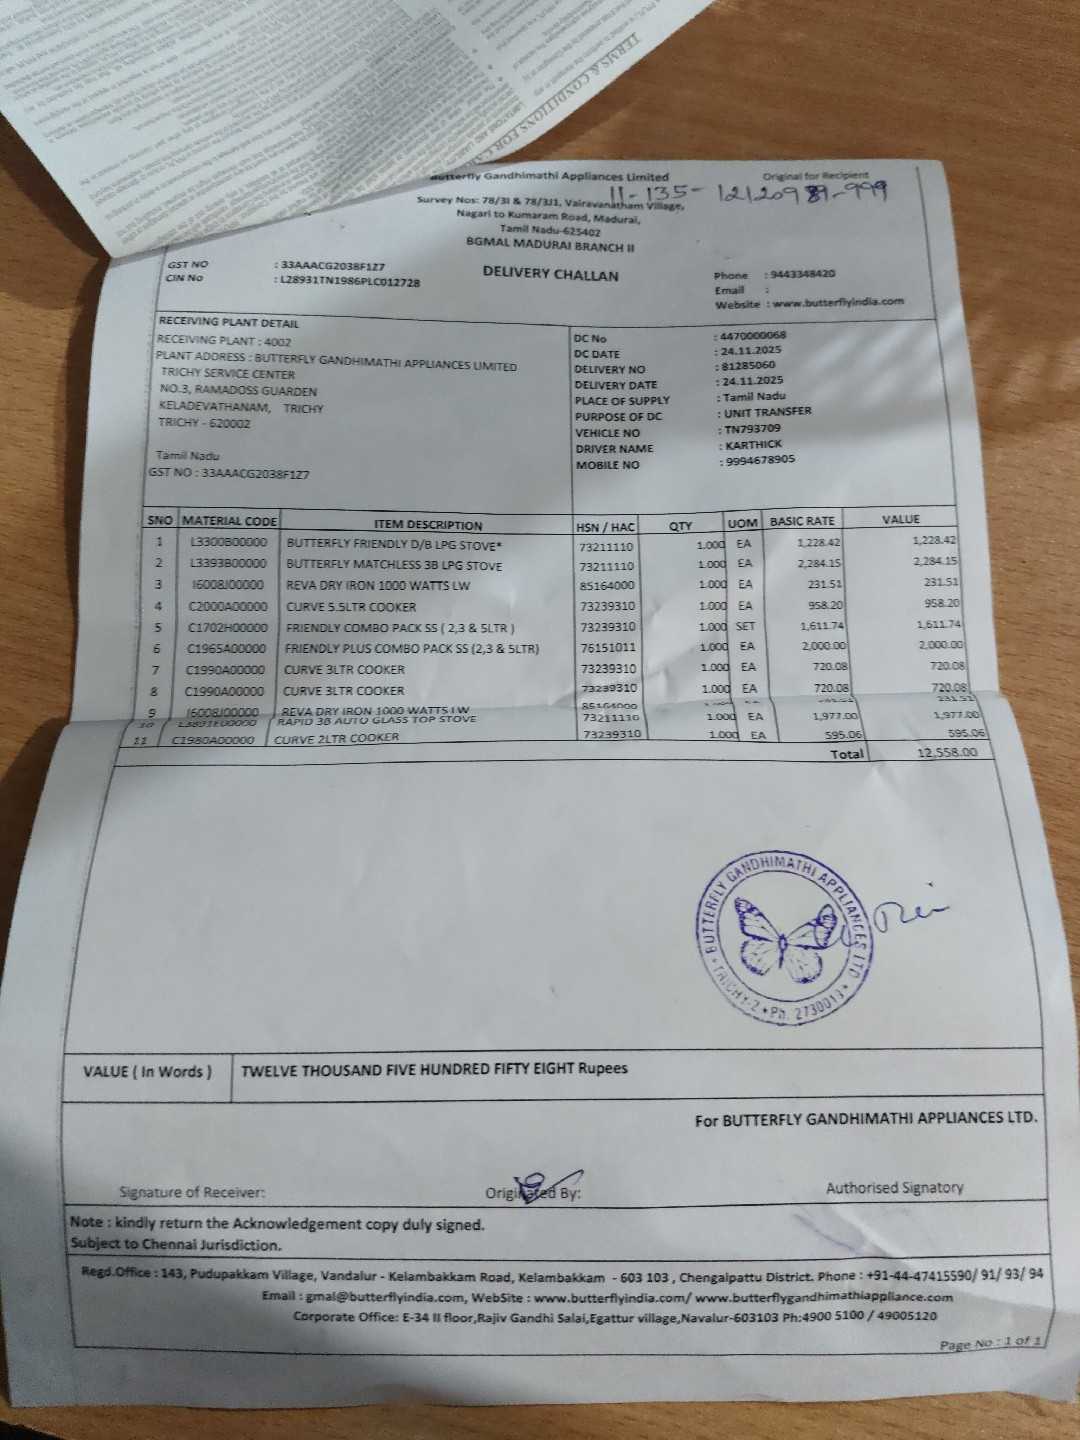 TERMS & CONDITIONS FOR
Butterfly Gandhimathi Appliances Limited
Original for Recipient
11-135-
Survey Nos: 78/3I & 78/3J1, Vairavanatham Village,
Nagari to Kumaram Road, Madurai,
Tamil Nadu-625402
BGMAL MADURAI BRANCH II
GST NO : 33AAACG2038F1Z7
CIN No : L28931TN1986PLC012728
DELIVERY CHALLAN
Phone : 9443348420
Email :
Website : www.butterflyindia.com
RECEIVING PLANT DETAIL
RECEIVING PLANT : 4002
PLANT ADDRESS : BUTTERFLY GANDHIMATHI APPLIANCES LIMITED
TRICHY SERVICE CENTER
NO.3, RAMADOSS GUARDEN
KELADEVATHANAM, TRICHY
TRICHY - 620002
Tamil Nadu
GST NO : 33AAACG2038F1Z7
DC No : 4470000068
DC DATE : 24.11.2025
DELIVERY NO : 81285060
DELIVERY DATE : 24.11.2025
PLACE OF SUPPLY : Tamil Nadu
PURPOSE OF DC : UNIT TRANSFER
VEHICLE NO : TN793709
DRIVER NAME : KARTHICK
MOBILE NO : 9994678905
SNO MATERIAL CODE ITEM DESCRIPTION HSN / HAC QTY UOM BASIC RATE VALUE
1 L3300B00000 BUTTERFLY FRIENDLY D/B LPG STOVE* 73211110 1.000 EA 1,228.42 1,228.42
2 L3393B00000 BUTTERFLY MATCHLESS 3B LPG STOVE 73211110 1.000 EA 2,284.15 2,284.15
3 I6008J00000 REVA DRY IRON 1000 WATTS LW 85164000 1.000 EA 231.51 231.51
4 C2000A00000 CURVE 5.5LTR COOKER 73239310 1.000 EA 958.20 958.20
5 C1702H00000 FRIENDLY COMBO PACK SS ( 2,3 & 5LTR ) 73239310 1.000 SET 1,611.74 1,611.74
6 C1965A00000 FRIENDLY PLUS COMBO PACK SS (2,3 & 5LTR) 76151011 1.000 EA 2,000.00 2,000.00
7 C1990A00000 CURVE 3LTR COOKER 73239310 1.000 EA 720.08 720.08
8 C1990A00000 CURVE 3LTR COOKER 73239310 1.000 EA 720.08 720.08
9 I6008J00000 REVA DRY IRON 1000 WATTS LW 85164000 231.51
10 RAPID 3B AUTO GLASS TOP STOVE 73211110 1.000 EA 1,977.00 1,977.00
11 C1980A00000 CURVE 2LTR COOKER 73239310 1.000 EA 595.06 595.06
Total 12,558.00
BUTTERFLY GANDHIMATHI APPLIANCES LTD
TRICHY-2 * Ph. 2730013 *
VALUE ( In Words ) TWELVE THOUSAND FIVE HUNDRED FIFTY EIGHT Rupees
For BUTTERFLY GANDHIMATHI APPLIANCES LTD.
Signature of Receiver: Originated By: Authorised Signatory
Note : kindly return the Acknowledgement copy duly signed.
Subject to Chennai Jurisdiction.
Regd.Office : 143, Pudupakkam Village, Vandalur - Kelambakkam Road, Kelambakkam - 603 103 , Chengalpattu District. Phone : +91-44-47415590/ 91/ 93/ 94
Email : gmal@butterflyindia.com, WebSite : www.butterflyindia.com/ www.butterflygandhimathiappliance.com
Corporate Office: E-34 II floor,Rajiv Gandhi Salai,Egattur village,Navalur-603103 Ph:4900 5100 / 49005120
Page No : 1 of 1